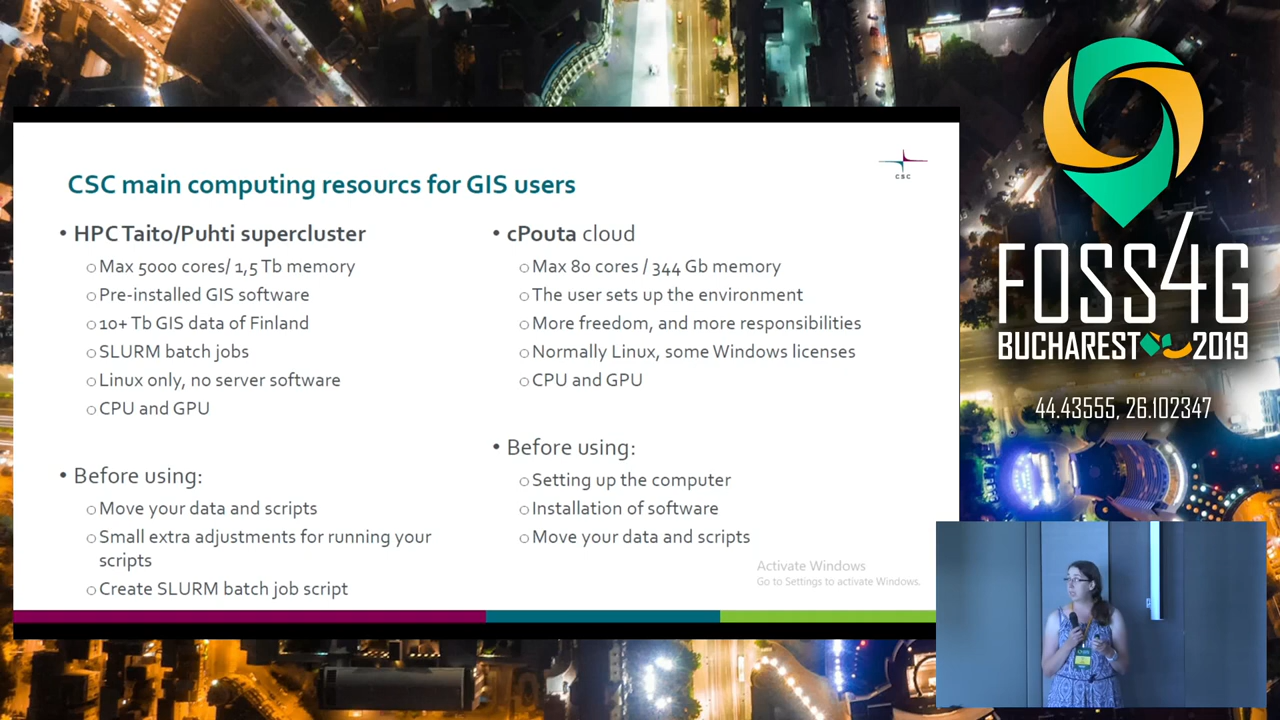 CSC main computing resourcs for GIS users
CSC
• HPC Taito/Puhti supercluster
○ Max 5000 cores/ 1,5 Tb memory
○ Pre-installed GIS software
○ 10+ Tb GIS data of Finland
○ SLURM batch jobs
○ Linux only, no server software
○ CPU and GPU
• Before using:
○ Move your data and scripts
○ Small extra adjustments for running your
scripts
○ Create SLURM batch job script
• cPouta cloud
○ Max 80 cores / 344 Gb memory
○ The user sets up the environment
○ More freedom, and more responsibilities
○ Normally Linux, some Windows licenses
○ CPU and GPU
• Before using:
○ Setting up the computer
○ Installation of software
○ Move your data and scripts
Activate Windows
Go to Settings to activate Windows.
FOSS4G
BUCHAREST 2019
44.43555, 26.102347